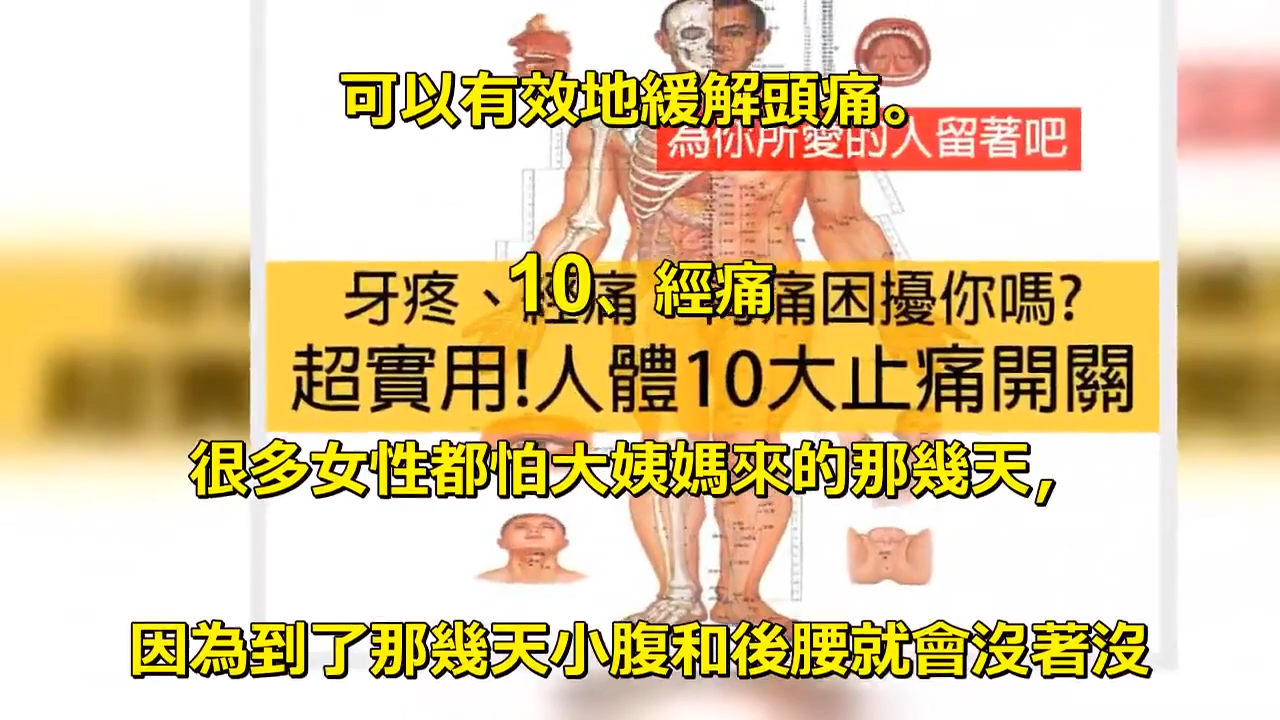 可以有效地緩解頭痛。
為你所愛的人留著吧
10、經痛
牙疼、經痛、 痛困擾你嗎?
超實用!人體10大止痛開關
很多女性都怕大姨媽來的那幾天，
因為到了那幾天小腹和後腰就會沒著沒